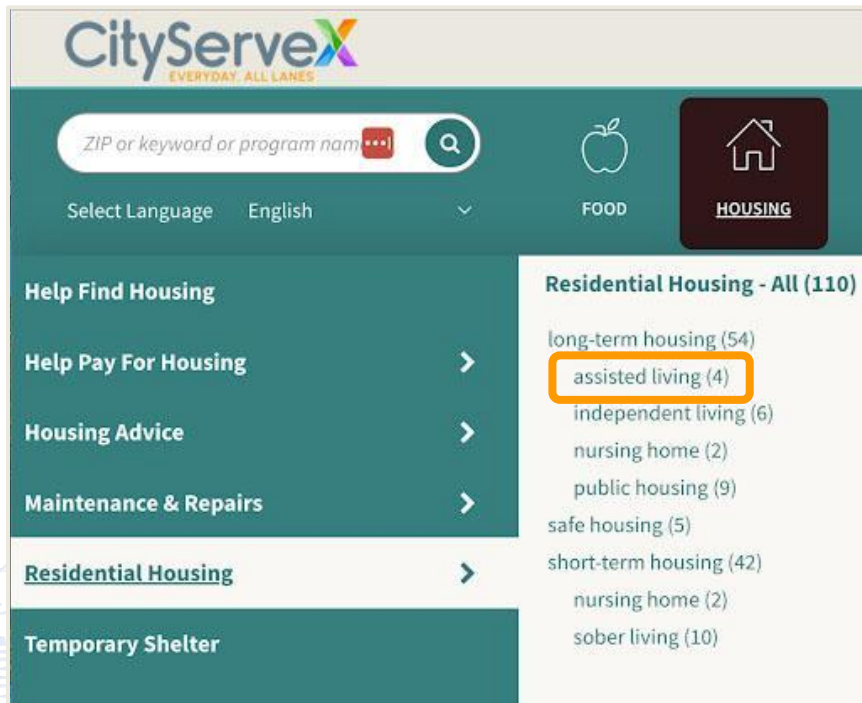 CityServeX
EVERYDAY. ALL LANES
ZIP or keyword or program nam
Select Language English
FOOD
HOUSING
Help Find Housing
Help Pay For Housing
Housing Advice
Maintenance & Repairs
Residential Housing
Temporary Shelter
Residential Housing - All (110)
long-term housing (54)
assisted living (4)
independent living (6)
nursing home (2)
public housing (9)
safe housing (5)
short-term housing (42)
nursing home (2)
sober living (10)